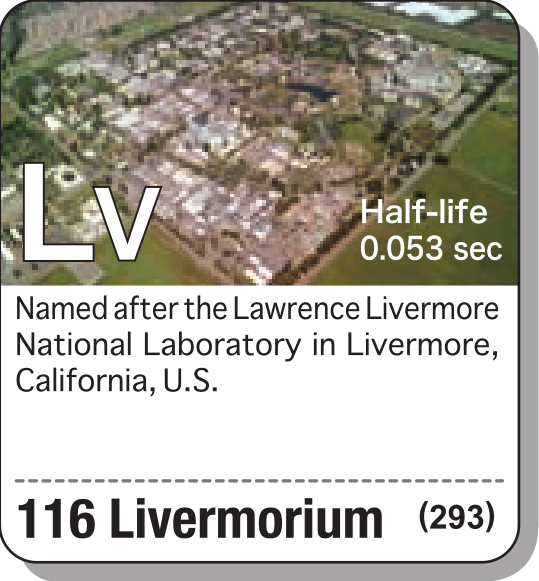 Lv
Half-life
0.053 sec
Named after the Lawrence Livermore
National Laboratory in Livermore,
California, U.S.
116 Livermorium (293)